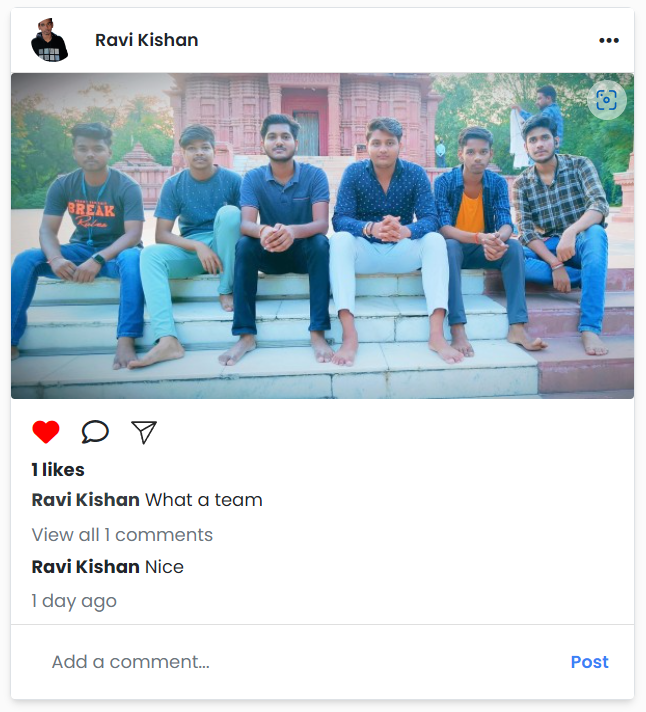 Ravi Kishan
BREAK
Rules
1 likes
Ravi Kishan What a team
View all 1 comments
Ravi Kishan Nice
1 day ago
Add a comment...
Post